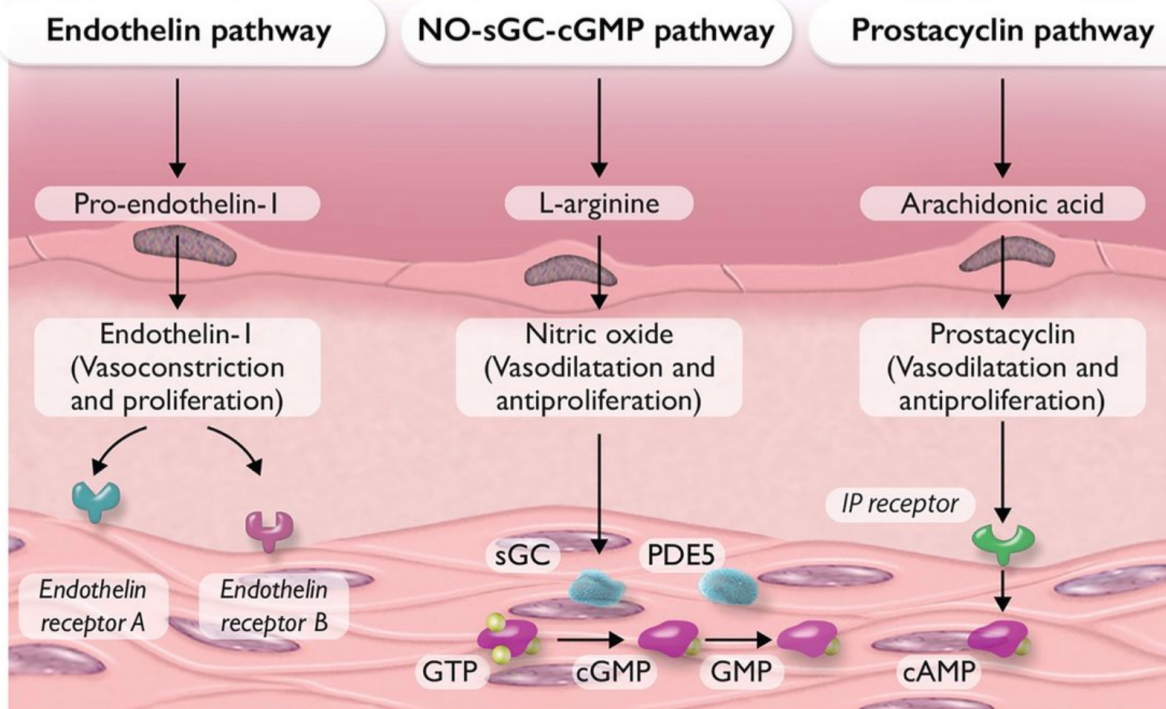 Endothelin pathway
NO-sGC-cGMP pathway
Prostacyclin pathway
Pro-endothelin-1
L-arginine
Arachidonic acid
Endothelin-1
(Vasoconstriction
and proliferation)
Nitric oxide
(Vasodilatation and
antiproliferation)
Prostacyclin
(Vasodilatation and
antiproliferation)
IP receptor
sGC
PDE5
Endothelin
receptor A
Endothelin
receptor B
GTP
cGMP
GMP
cAMP